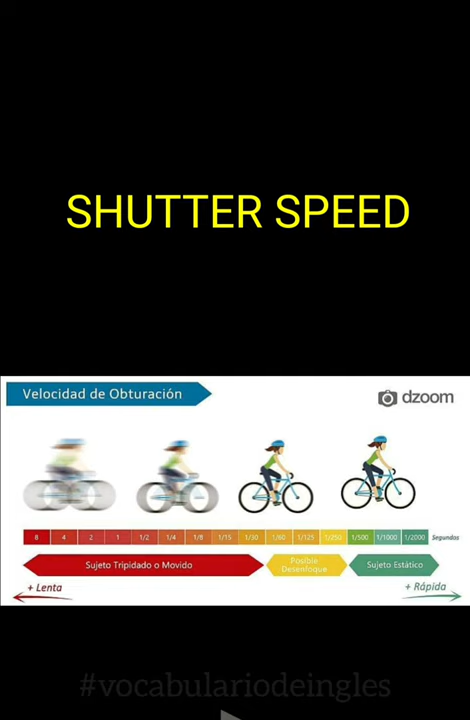 SHUTTER SPEED
Velocidad de Obturación
dzoom
8 4 2 1 1/2 1/4 1/8 1/15 1/30 1/60 1/125 1/250 1/500 1/1000 1/2000 Segundos
Sujeto Tripidado o Movido
Posible
Desenfoque
Sujeto Estático
+ Lenta
+ Rápida
#vocabulariodeingles